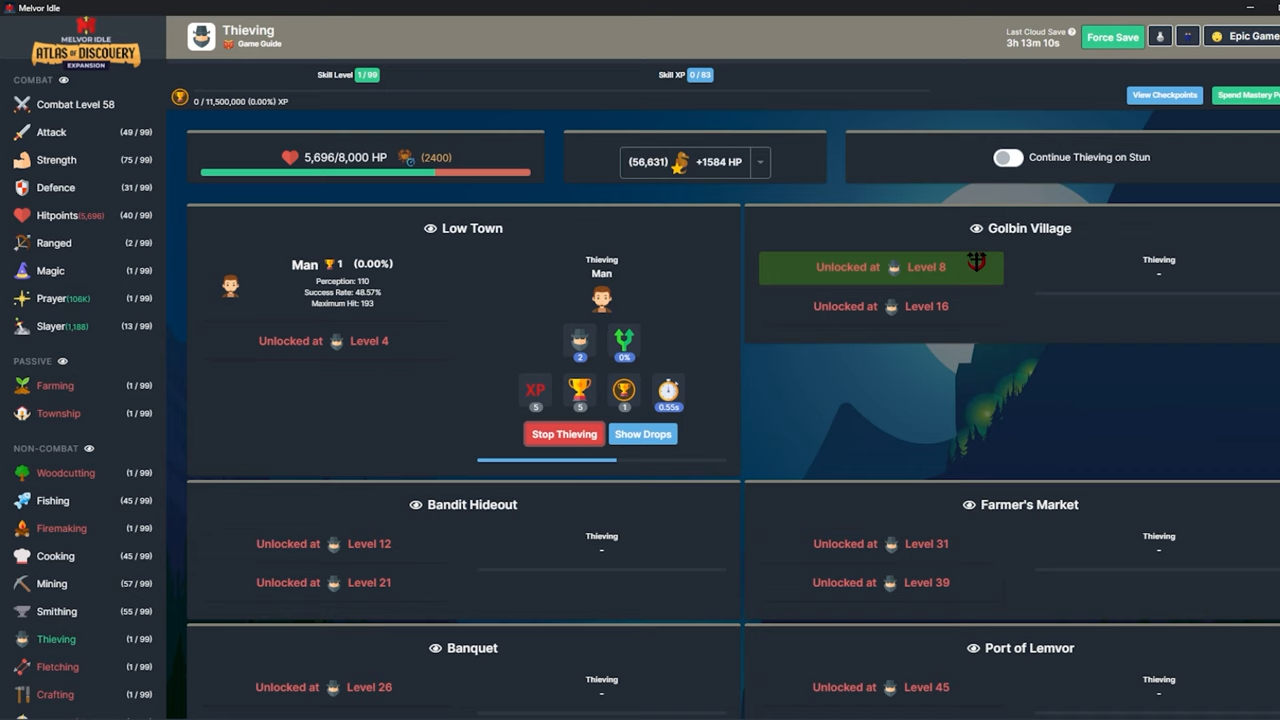 Melvor Idle
MELVOR IDLE
ATLAS OF DISCOVERY
EXPANSION
Thieving
Game Guide
Last Cloud Save
3h 13m 10s
Force Save
Epic Game
Skill Level 1 / 99
Skill XP 0 / 83
0 / 11,500,000 (0.00%) XP
View Checkpoints
Spend Mastery P
COMBAT
Combat Level 58
Attack (49 / 99)
Strength (75 / 99)
Defence (31 / 99)
Hitpoints(5,696) (40 / 99)
Ranged (2 / 99)
Magic (1 / 99)
Prayer(106K) (1 / 99)
Slayer(1,188) (13 / 99)
PASSIVE
Farming (1 / 99)
Township (1 / 99)
NON-COMBAT
Woodcutting (1 / 99)
Fishing (45 / 99)
Firemaking (1 / 99)
Cooking (45 / 99)
Mining (57 / 99)
Smithing (55 / 99)
Thieving (1 / 99)
Fletching (1 / 99)
Crafting (1 / 99)
5,696/8,000 HP (2400)
(56,631) +1584 HP
Continue Thieving on Stun
Low Town
Man 1 (0.00%)
Perception: 110
Success Rate: 48.57%
Maximum Hit: 193
Unlocked at Level 4
Thieving
Man
2
0%
XP
5
5
1
0.55s
Stop Thieving
Show Drops
Golbin Village
Unlocked at Level 8
Unlocked at Level 16
Thieving
-
Bandit Hideout
Unlocked at Level 12
Unlocked at Level 21
Thieving
-
Farmer's Market
Unlocked at Level 31
Unlocked at Level 39
Thieving
-
Banquet
Unlocked at Level 26
Thieving
-
Port of Lemvor
Unlocked at Level 45
Thieving
-